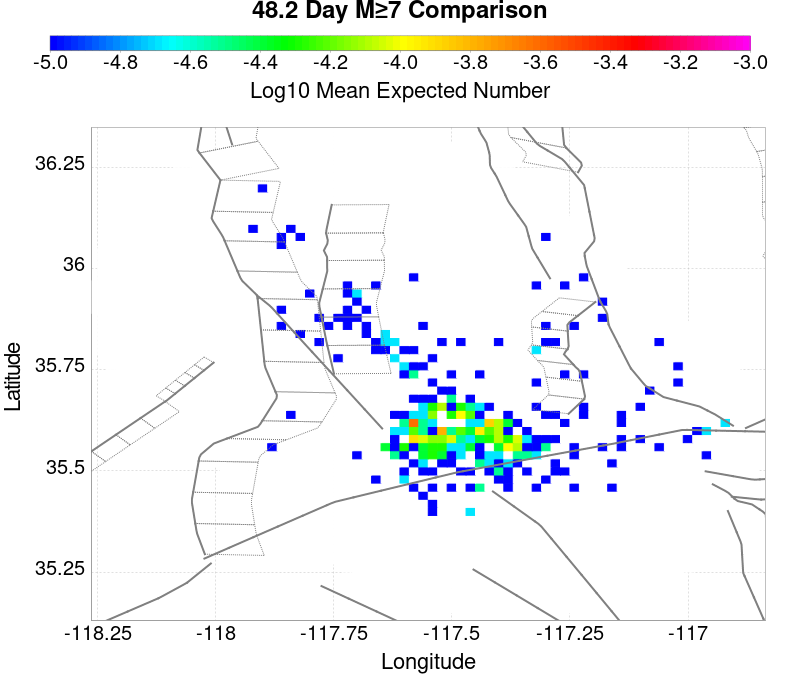 48.2 Day M≥7 Comparison
-5.0 -4.8 -4.6 -4.4 -4.2 -4.0 -3.8 -3.6 -3.4 -3.2 -3.0
Log10 Mean Expected Number
36.25
36
35.75
35.5
35.25
Latitude
-118.25 -118 -117.75 -117.5 -117.25 -117
Longitude